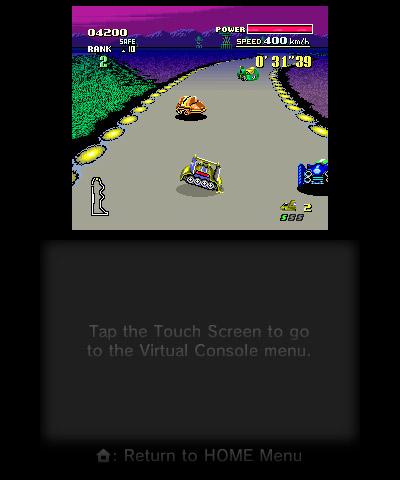 04200
POWER
SAFE
SPEED 400 km/h
RANK .10
2
0'31"39
2
Tap the Touch Screen to go
to the Virtual Console menu.
: Return to HOME Menu